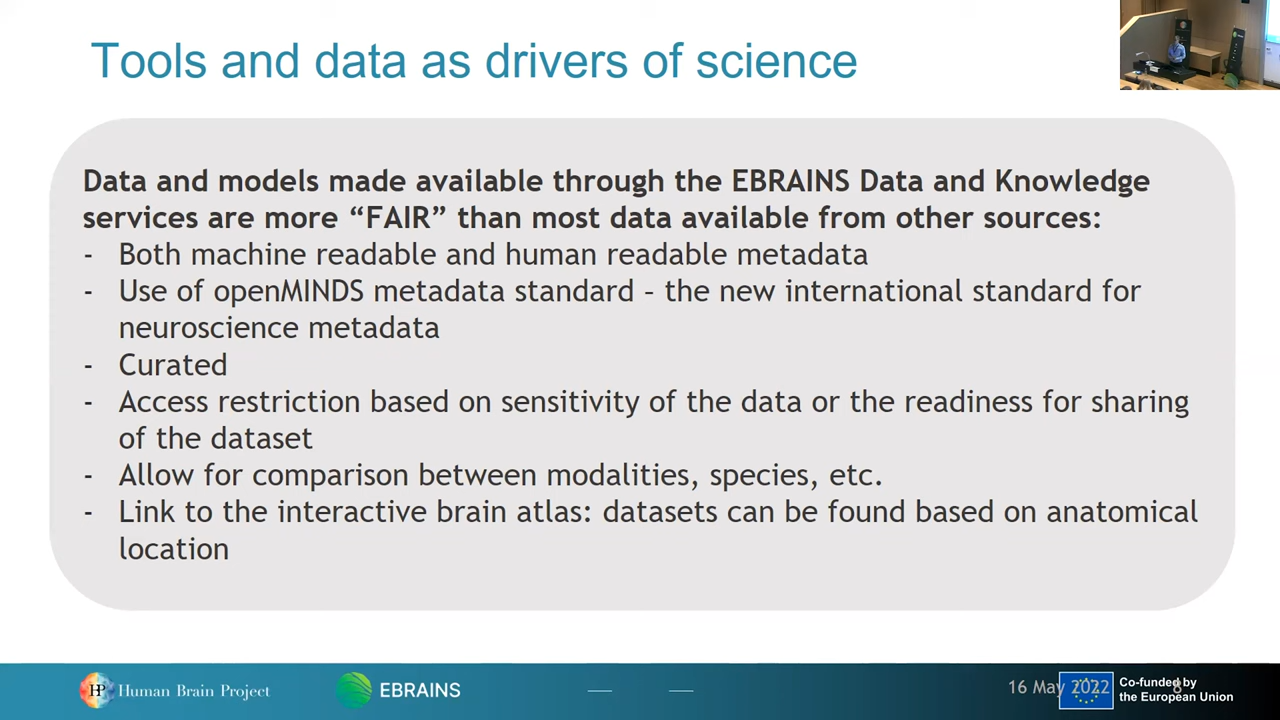 Tools and data as drivers of science
Data and models made available through the EBRAINS Data and Knowledge
services are more “FAIR” than most data available from other sources:
- Both machine readable and human readable metadata
- Use of openMINDS metadata standard – the new international standard for
neuroscience metadata
- Curated
- Access restriction based on sensitivity of the data or the readiness for sharing
of the dataset
- Allow for comparison between modalities, species, etc.
- Link to the interactive brain atlas: datasets can be found based on anatomical
location
HP Human Brain Project
EBRAINS
16 May 2022
8
Co-funded by
the European Union